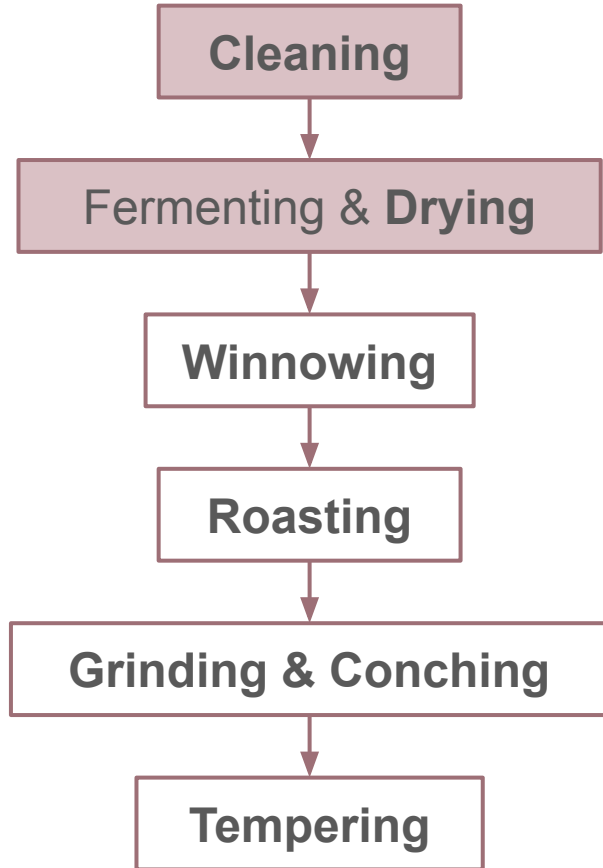 Cleaning
Fermenting & Drying
Winnowing
Roasting
Grinding & Conching
Tempering